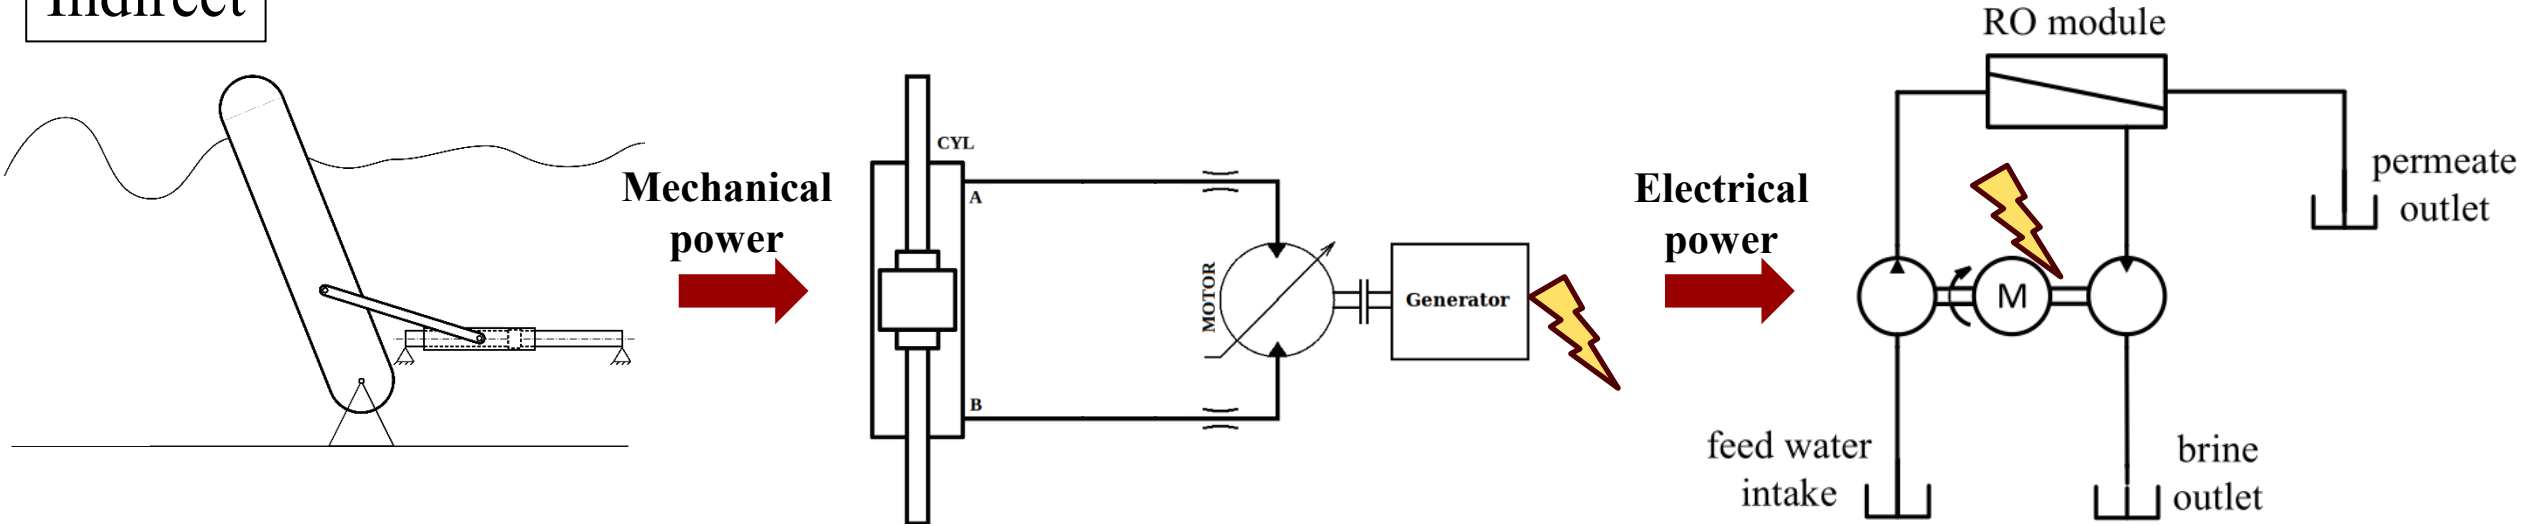 Indirect
Mechanical
power
CYL
A
B
MOTOR
Generator
Electrical
power
RO module
M
permeate
outlet
feed water
intake
brine
outlet